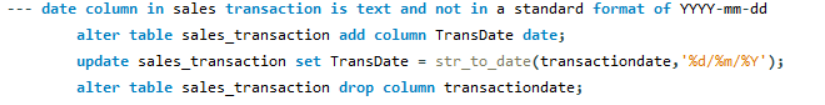 --- date column in sales transaction is text and not in a standard format of YYYY-mm-dd
alter table sales_transaction add column TransDate date;
update sales_transaction set TransDate = str_to_date(transactiondate,'%d/%m/%Y');
alter table sales_transaction drop column transactiondate;